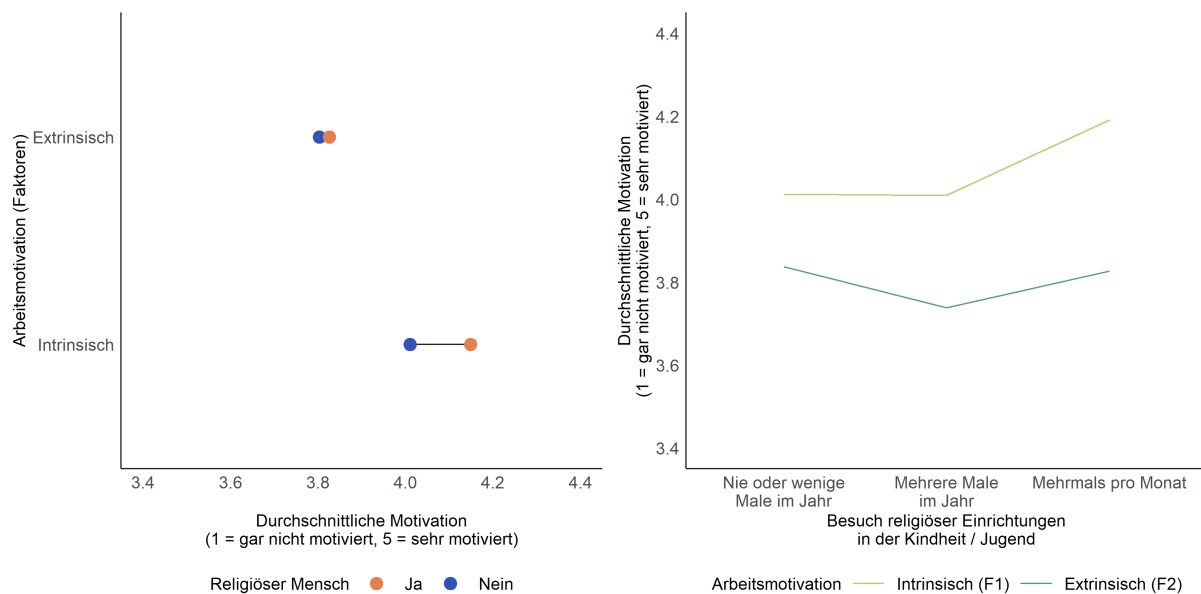 Arbeitsmotivation (Faktoren)
Extrinsisch
Intrinsisch
3.4
3.6
3.8
4.0
4.2
4.4
Durchschnittliche Motivation
(1 = gar nicht motiviert, 5 = sehr motiviert)
Religiöser Mensch
Ja
Nein
Durchschnittliche Motivation
(1 = gar nicht motiviert, 5 = sehr motiviert)
4.4
4.2
4.0
3.8
3.6
3.4
Nie oder wenige
Male im Jahr
Mehrere Male
im Jahr
Mehrmals pro Monat
Besuch religiöser Einrichtungen
in der Kindheit / Jugend
Arbeitsmotivation
Intrinsisch (F1)
Extrinsisch (F2)